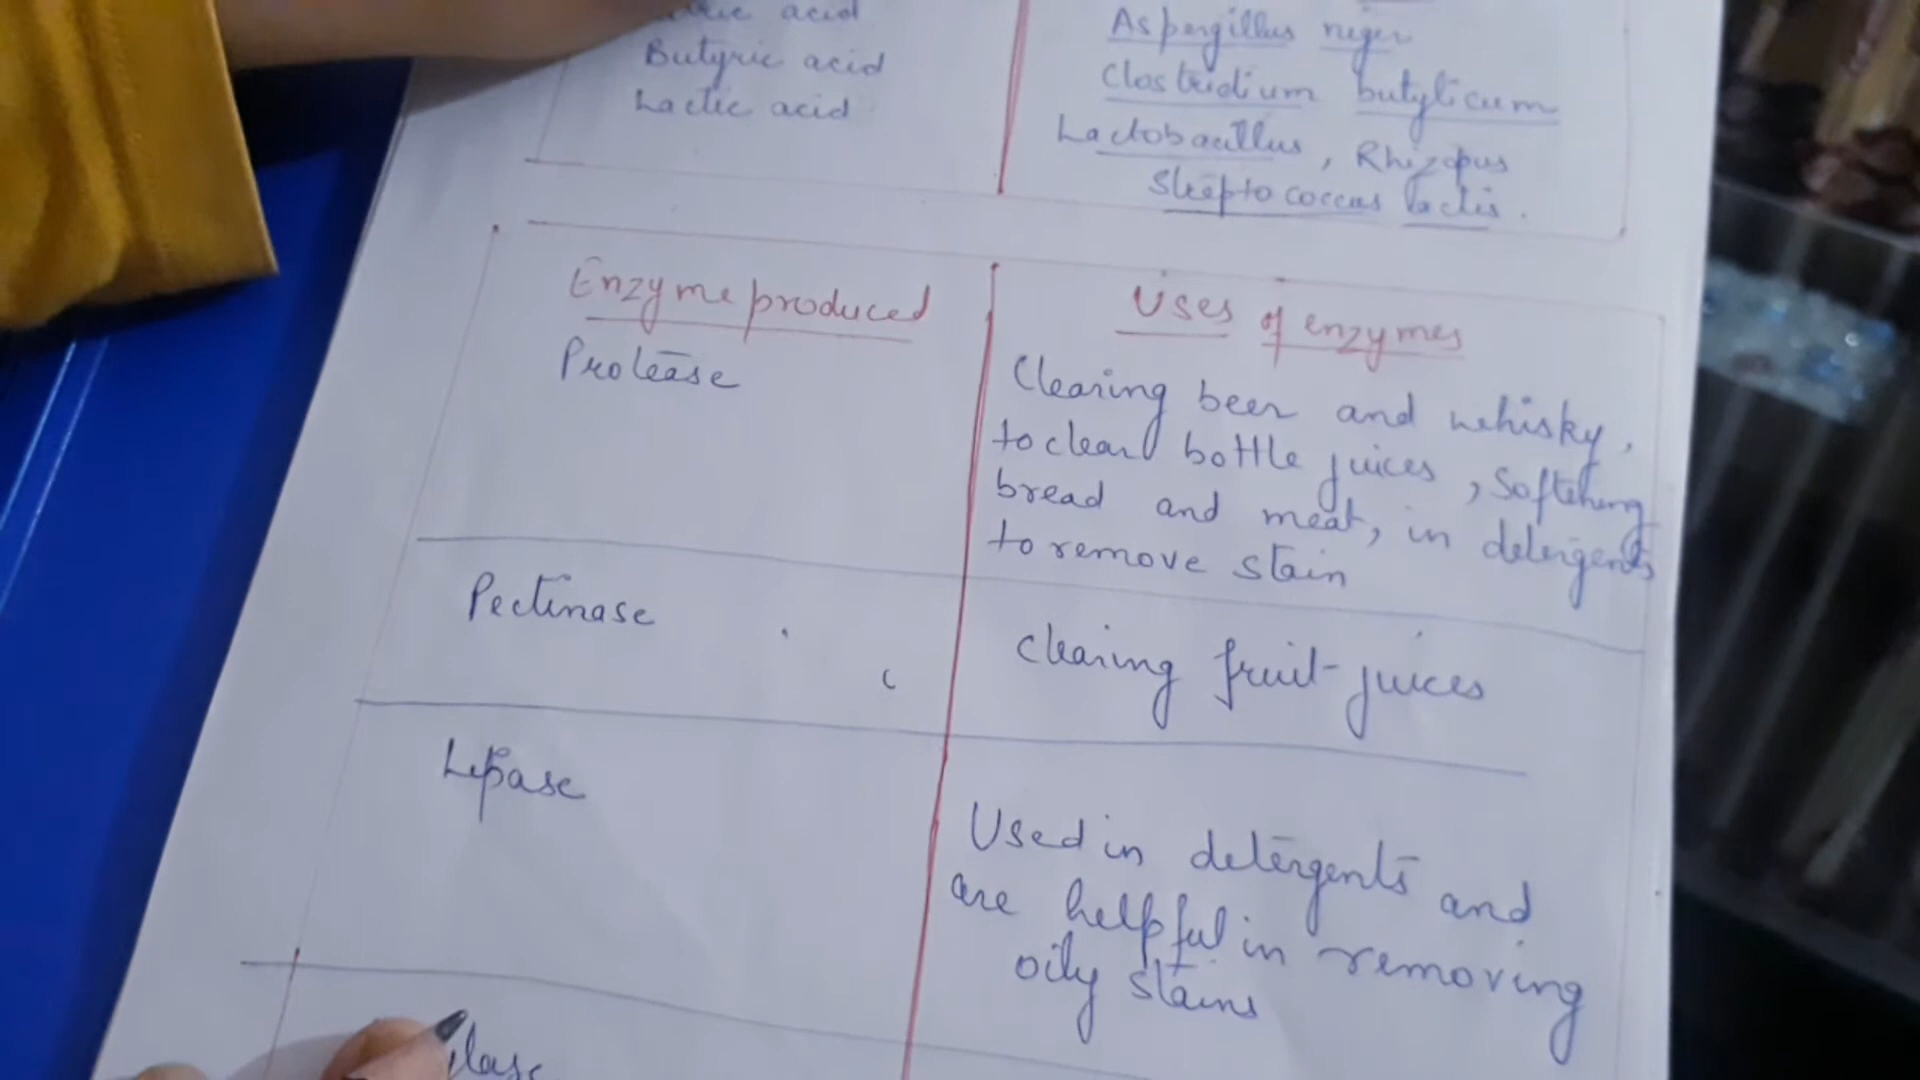 acid
Aspergillus niger
Butyric acid
Clostridium butylicum
Lactic acid
Lactobacillus, Rhizopus
Streptococcus lactis.
Enzyme produced
Uses of enzymes
Protease
Clearing beer and whisky,
to clear bottle juices, Softening
bread and meat, in detergents
to remove stain
Pectinase
Clearing fruit juices
Lipase
Used in detergents and
are helpful in removing
oily stains